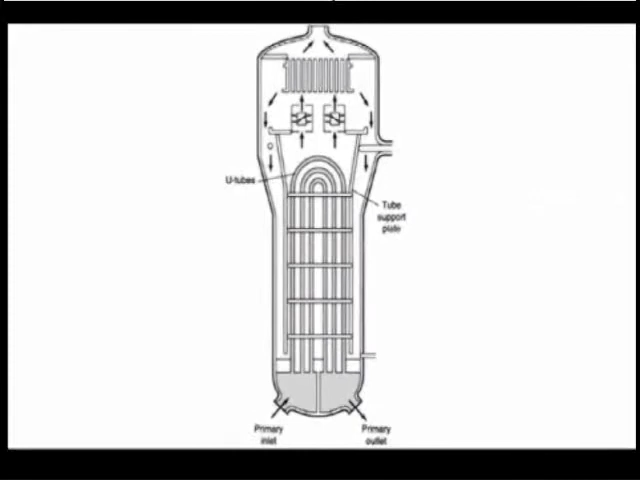 U-tubes
Tube
support
plate
Primary
inlet
Primary
outlet